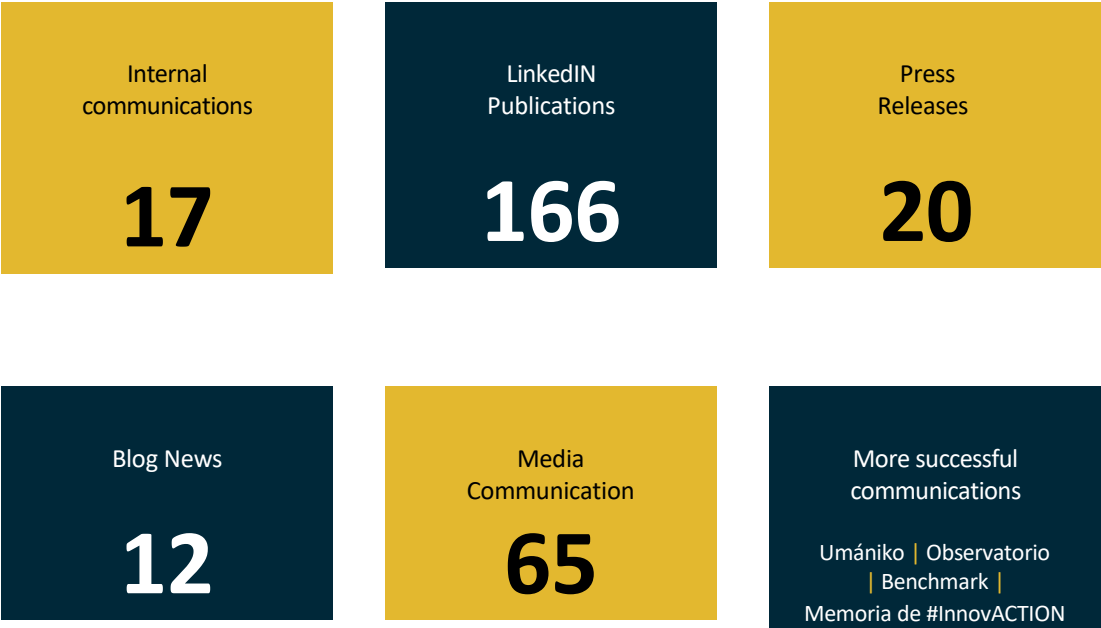 Internal
communications
17
LinkedIN
Publications
166
Press
Releases
20
Blog News
12
Media
Communication
65
More successful
communications
Umániko | Observatorio
| Benchmark |
Memoria de #InnovACTION